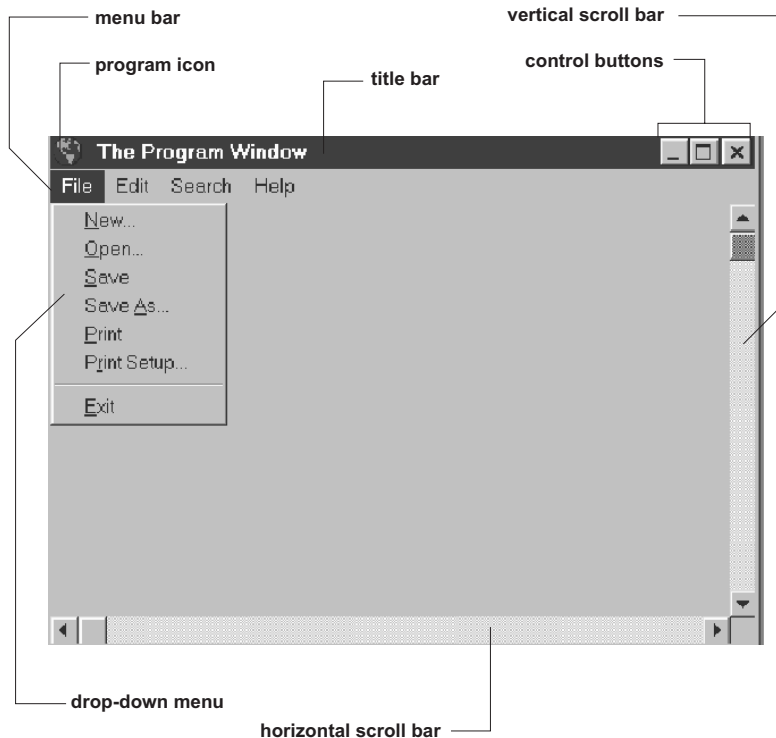 menu bar
vertical scroll bar
program icon
control buttons
title bar
The Program Window
File Edit Search Help
New...
Open...
Save
Save As...
Print
Print Setup...
Exit
drop-down menu
horizontal scroll bar